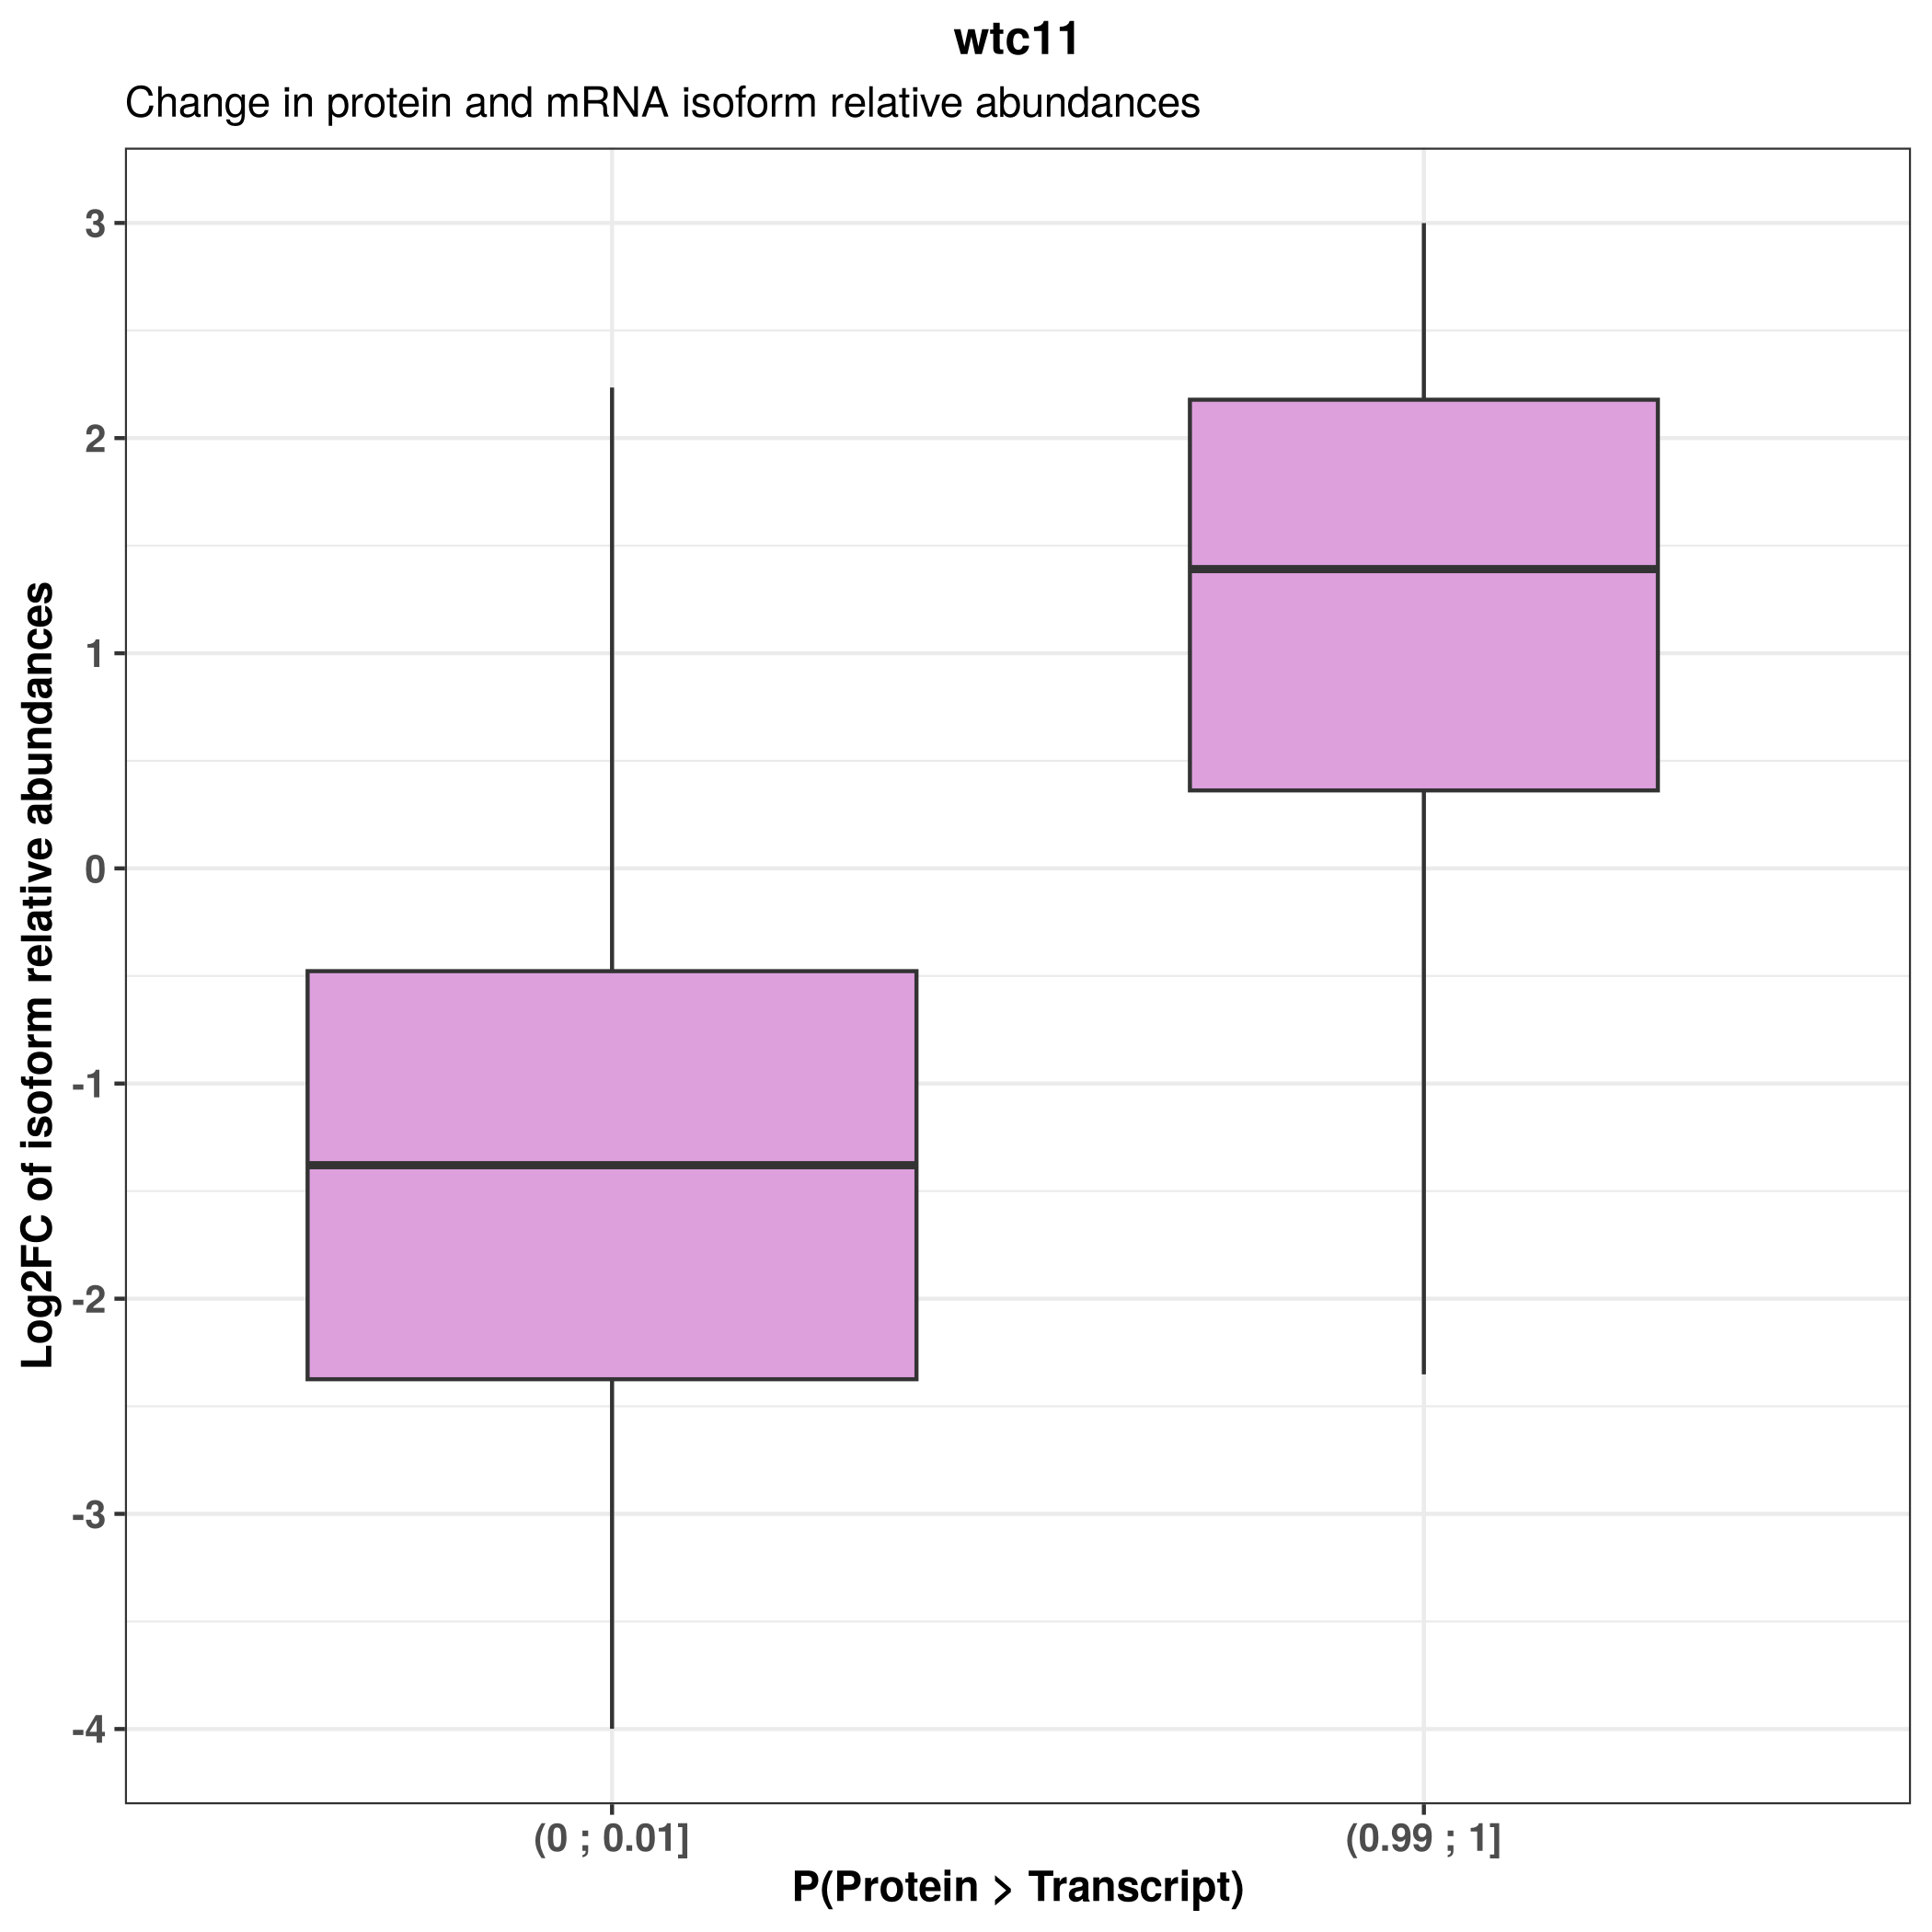 wtc11
Change in protein and mRNA isoform relative abundances
Log2FC of isoform relative abundances
3
2
1
0
-1
-2
-3
-4
(0 ; 0.01]
(0.99 ; 1]
P(Protein > Transcript)